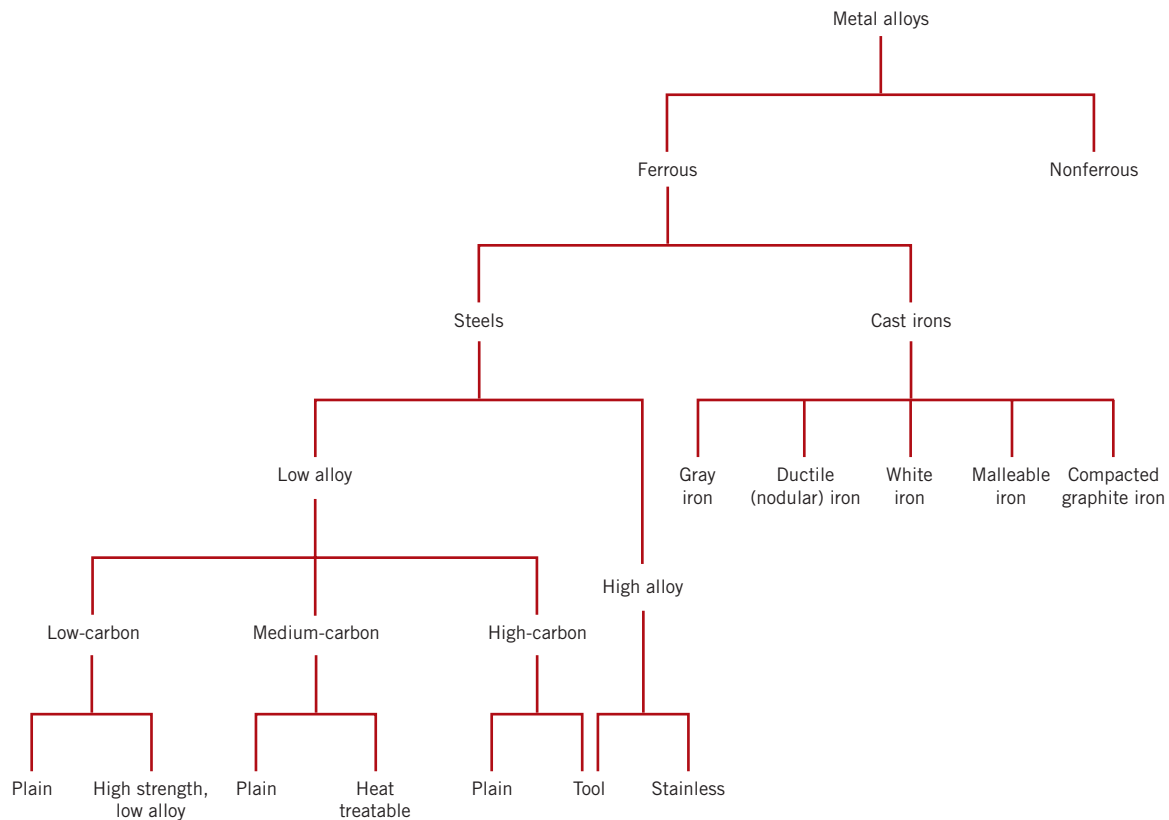 Metal alloys
Ferrous
Nonferrous
Steels
Cast irons
Low alloy
Gray
iron
Ductile
(nodular) iron
White
iron
Malleable
iron
Compacted
graphite iron
High alloy
Low-carbon
Medium-carbon
High-carbon
Plain
High strength,
low alloy
Plain
Heat
treatable
Plain
Tool
Stainless